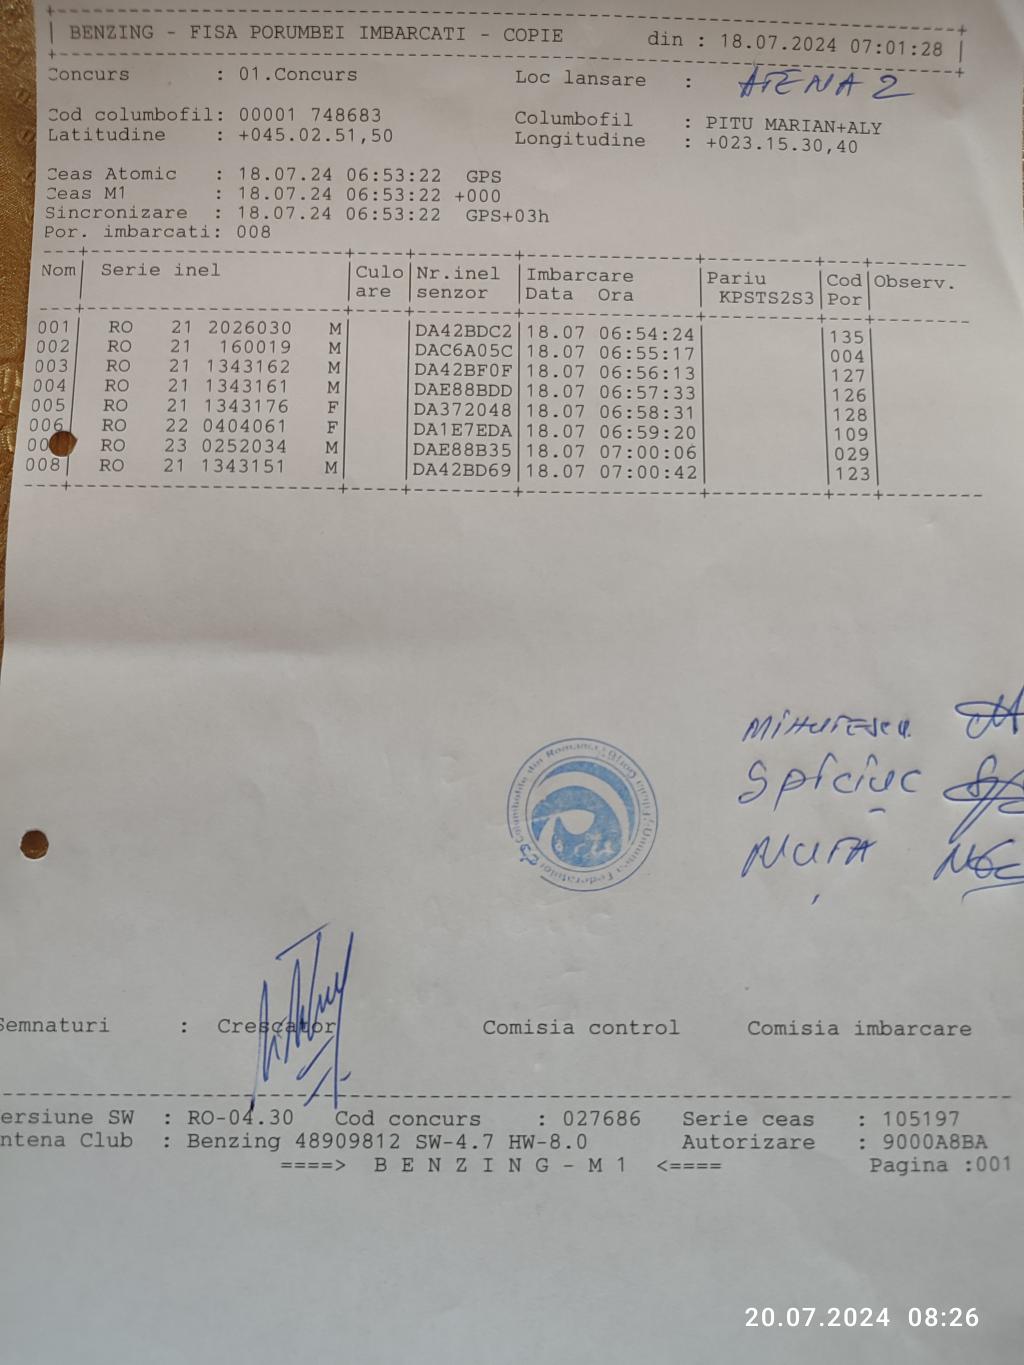 BENZING - FISA PORUMBEI IMBARCATI - COPIE din : 18.07.2024 07:01:28
Concurs : 01.Concurs Loc lansare : ATENA 2
Cod columbofil: 00001 748683 Columbofil : PITU MARIAN+ALY
Latitudine : +045.02.51,50 Longitudine : +023.15.30,40
Ceas Atomic : 18.07.24 06:53:22 GPS
Ceas M1 : 18.07.24 06:53:22 +000
Sincronizare : 18.07.24 06:53:22 GPS+03h
Por. imbarcati: 008
Nom Serie inel Culo Nr.inel Imbarcare Pariu Cod Observ.
are senzor Data Ora KPSTS2S3 Por
001 RO 21 2026030 M DA42BDC2 18.07 06:54:24 135
002 RO 21 160019 M DAC6A05C 18.07 06:55:17 004
003 RO 21 1343162 M DA42BF0F 18.07 06:56:13 127
004 RO 21 1343161 M DAE88BDD 18.07 06:57:33 126
005 RO 21 1343176 F DA372048 18.07 06:58:31 128
006 RO 22 0404061 F DA1E7EDA 18.07 06:59:20 109
00 RO 23 0252034 M DAE88B35 18.07 07:00:06 029
008 RO 21 1343151 M DA42BD69 18.07 07:00:42 123
Spiciuc
Semnaturi : Crescator Comisia control Comisia imbarcare
ersiune SW : RO-04.30 Cod concurs : 027686 Serie ceas : 105197
ntena Club : Benzing 48909812 SW-4.7 HW-8.0 Autorizare : 9000A8BA
====> B E N Z I N G - M 1 <==== Pagina :001
20.07.2024 08:26